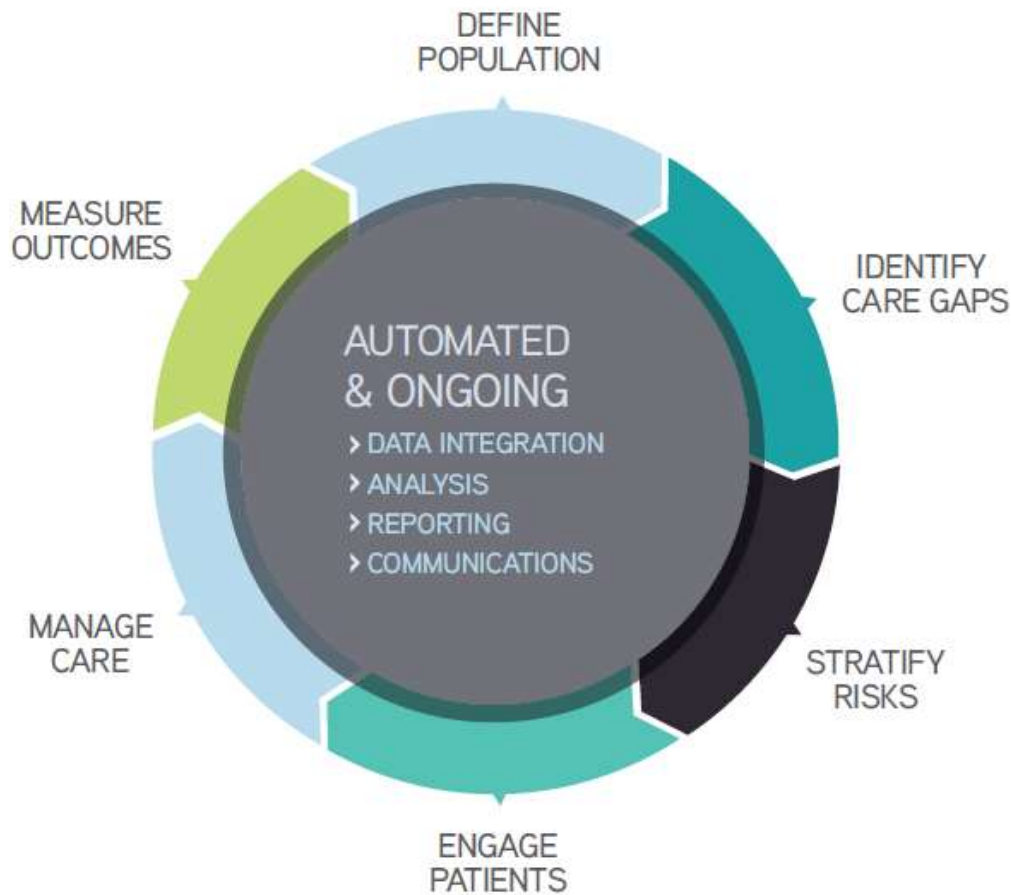 DEFINE
POPULATION
IDENTIFY
CARE GAPS
STRATIFY
RISKS
ENGAGE
PATIENTS
MANAGE
CARE
MEASURE
OUTCOMES
AUTOMATED
& ONGOING
› DATA INTEGRATION
› ANALYSIS
› REPORTING
› COMMUNICATIONS